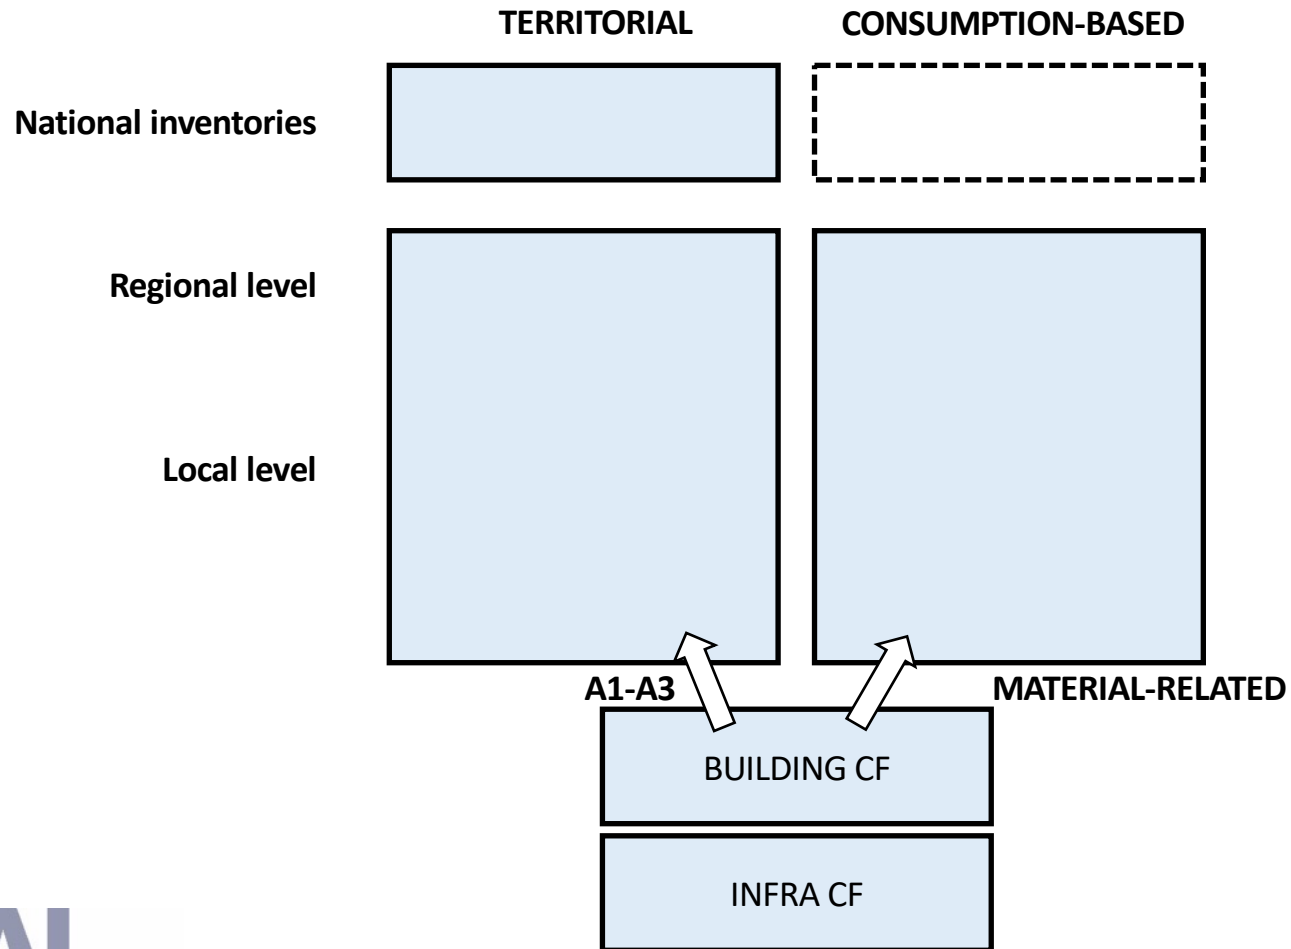 TERRITORIAL
CONSUMPTION-BASED
National inventories
Regional level
Local level
A1-A3
MATERIAL-RELATED
BUILDING CF
INFRA CF